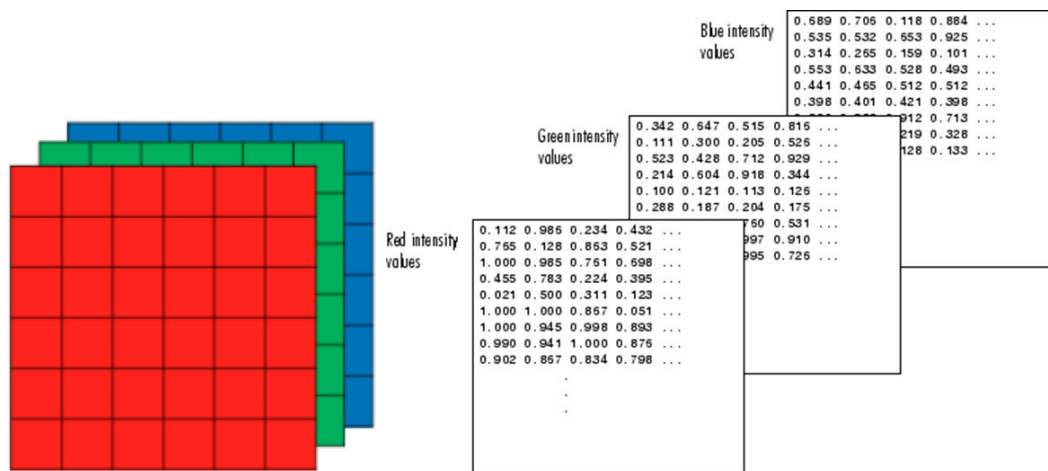 Blue intensity
values
0.689 0.706 0.118 0.884 ...
0.535 0.532 0.653 0.925 ...
0.314 0.265 0.159 0.101 ...
0.553 0.633 0.528 0.493 ...
0.441 0.465 0.512 0.512 ...
0.398 0.401 0.421 0.398 ...
912 0.713 ...
219 0.328 ...
128 0.133 ...
Green intensity
values
0.342 0.647 0.515 0.816 ...
0.111 0.300 0.205 0.526 ...
0.523 0.428 0.712 0.929 ...
0.214 0.604 0.918 0.344 ...
0.100 0.121 0.113 0.126 ...
0.288 0.187 0.204 0.175 ...
760 0.531 ...
997 0.910 ...
995 0.726 ...
Red intensity
values
0.112 0.986 0.234 0.432 ...
0.765 0.128 0.863 0.521 ...
1.000 0.985 0.761 0.698 ...
0.455 0.783 0.224 0.395 ...
0.021 0.500 0.311 0.123 ...
1.000 1.000 0.867 0.051 ...
1.000 0.945 0.998 0.893 ...
0.990 0.941 1.000 0.876 ...
0.902 0.867 0.834 0.798 ...
.
.
.